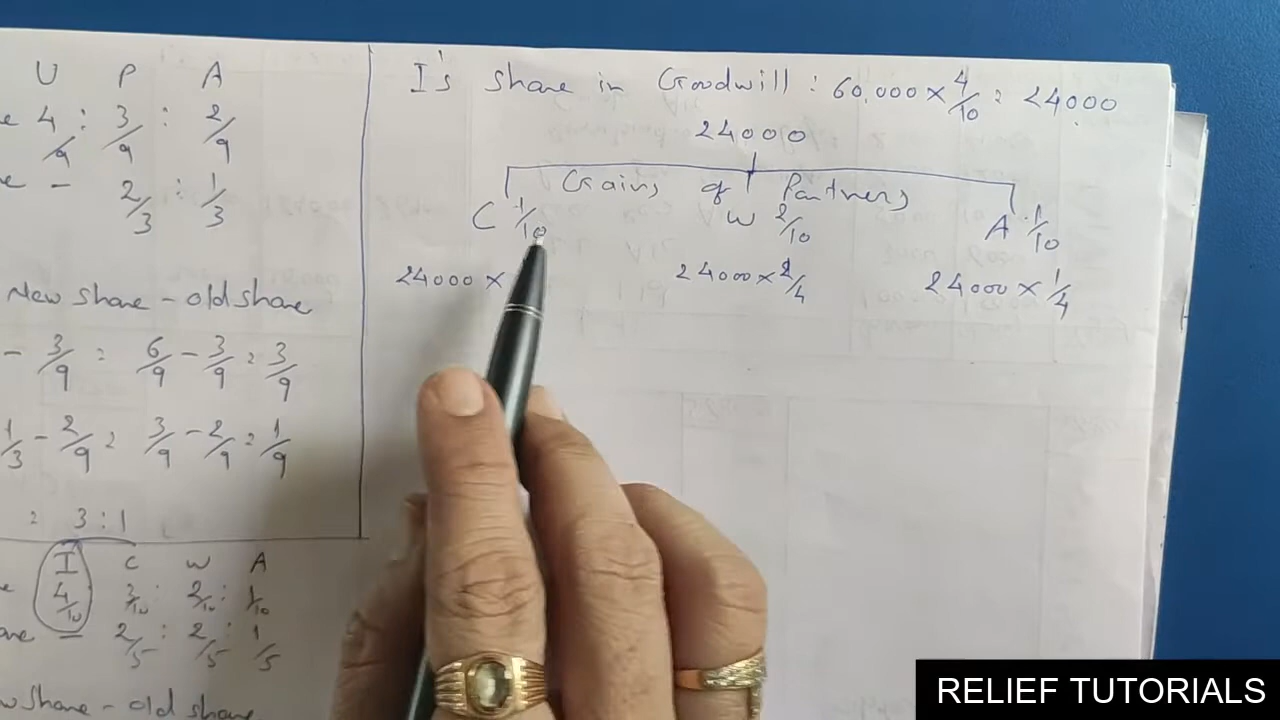 U P A
e 4/9 : 3/9 : 2/9
e - 2/3 : 1/3
New share - old share
- 3/9 = 6/9 - 3/9 = 3/9
1/3 - 2/9 = 3/9 - 2/9 = 1/9
= 3:1
I C W A
e 4/10 3/10 : 2/10 : 1/10
are = 2/5 : 2/5 : 1/5
w share - old share
I's share in Goodwill : 60,000 × 4/10 = 24000
24000
Gains of Partners
C 1/10 W 2/10 A 1/10
24000 × 24000 × 2/4 24000 × 1/4
RELIEF TUTORIALS